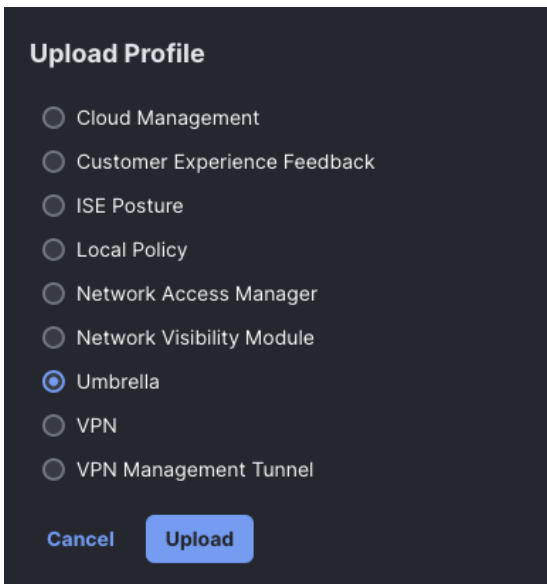 Upload Profile
Cloud Management
Customer Experience Feedback
ISE Posture
Local Policy
Network Access Manager
Network Visibility Module
Umbrella
VPN
VPN Management Tunnel
Cancel Upload